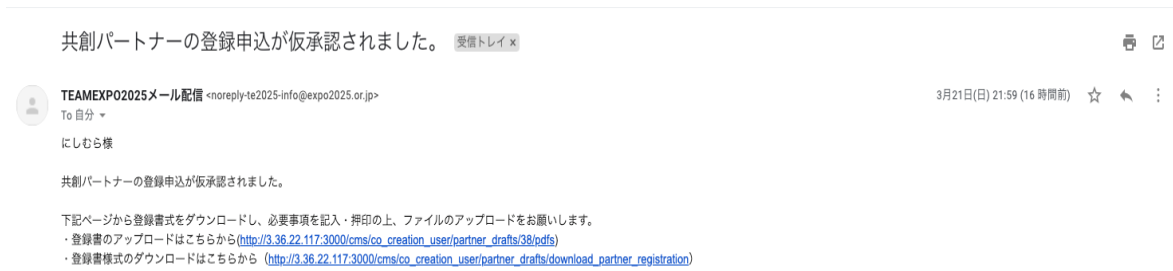 共創パートナーの登録申込が仮承認されました。 受信トレイ ×
TEAMEXPO2025メール配信 <noreply-te2025-info@expo2025.or.jp> 3月21日(日) 21:59 (16 時間前)
To 自分
にしむら様
共創パートナーの登録申込が仮承認されました。
下記ページから登録書式をダウンロードし、必要事項を記入・押印の上、ファイルのアップロードをお願いします。
・登録書のアップロードはこちらから(http://3.36.22.117:3000/cms/co_creation_user/partner_drafts/38/pdfs)
・登録書様式のダウンロードはこちらから（http://3.36.22.117:3000/cms/co_creation_user/partner_drafts/download_partner_registration）